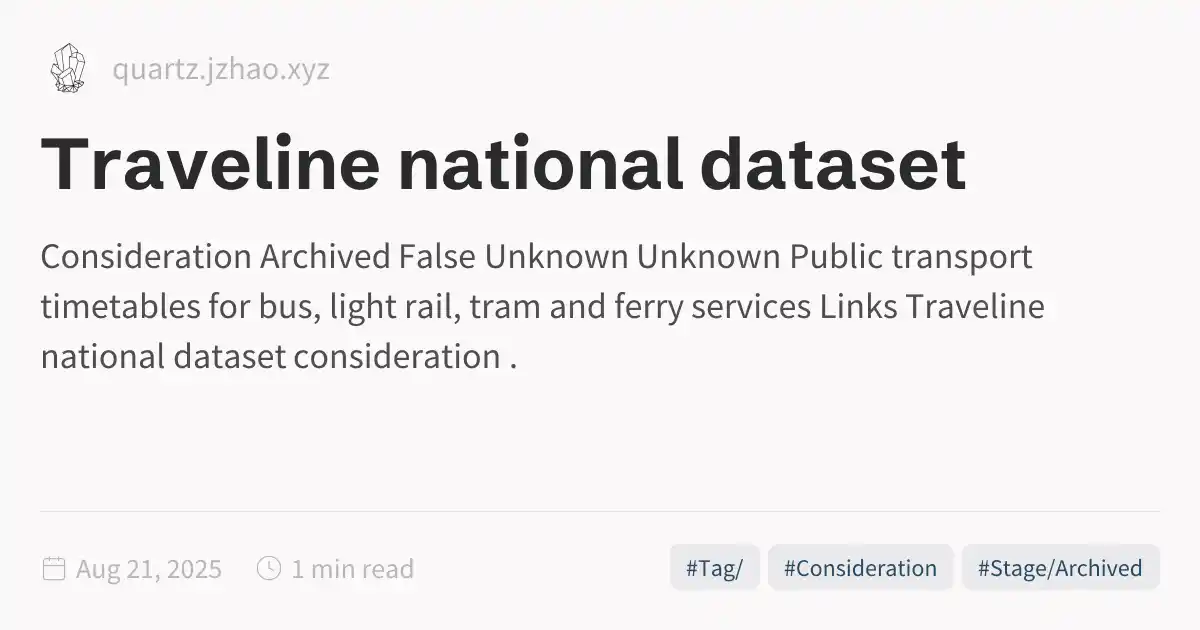 quartz.jzhao.xyz
Traveline national dataset
Consideration Archived False Unknown Unknown Public transport
timetables for bus, light rail, tram and ferry services Links Traveline
national dataset consideration .
Aug 21, 2025 1 min read #Tag/ #Consideration #Stage/Archived